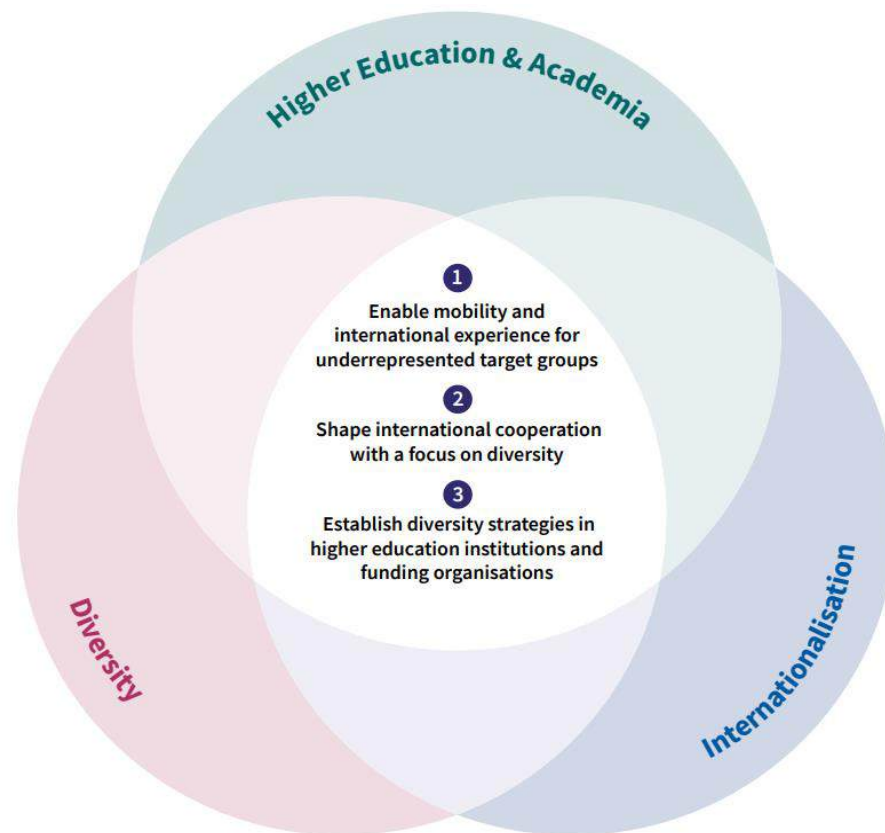 Higher Education & Academia
1
Enable mobility and
international experience for
underrepresented target groups
2
Shape international cooperation
with a focus on diversity
3
Establish diversity strategies in
higher education institutions and
funding organisations
Diversity
Internationalisation